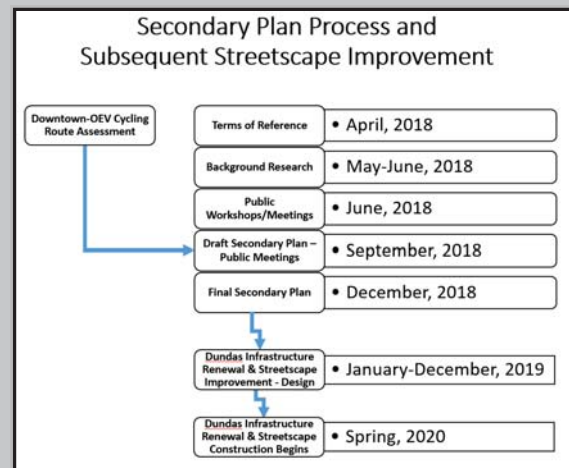 Secondary Plan Process and
Subsequent Streetscape Improvement
Downtown-OEV Cycling
Route Assessment
Terms of Reference
• April, 2018
Background Research
• May-June, 2018
Public
Workshops/Meetings
• June, 2018
Draft Secondary Plan –
Public Meetings
• September, 2018
Final Secondary Plan
• December, 2018
Dundas Infrastructure
Renewal & Streetscape
Improvement - Design
• January-December, 2019
Dundas Infrastructure
Renewal & Streetscape
Construction Begins
• Spring, 2020